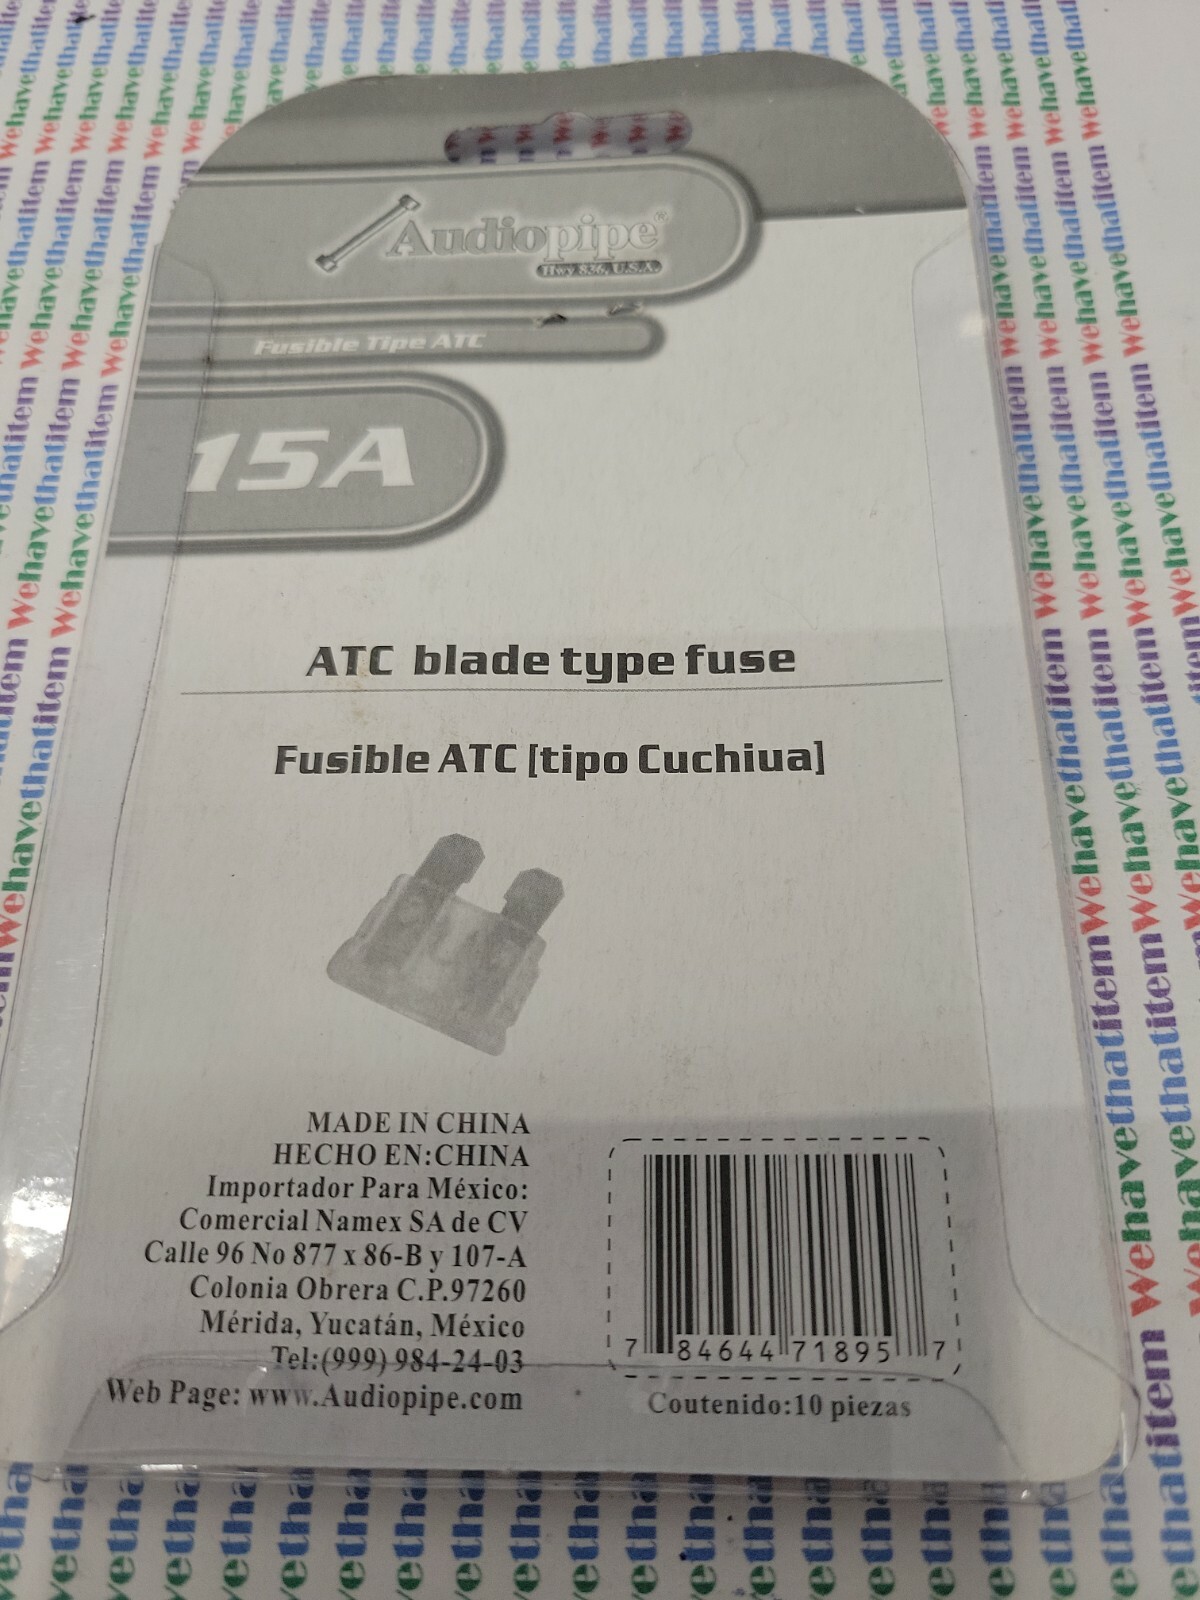 Audiopipe®
Hwy 836, U.S.A.
Fusible Tipe ATC
15A
ATC blade type fuse
Fusible ATC [tipo Cuchiua]
MADE IN CHINA
HECHO EN:CHINA
Importador Para México:
Comercial Namex SA de CV
Calle 96 No 877 x 86-B y 107-A
Colonia Obrera C.P.97260
Mérida, Yucatán, México
Tel:(999) 984-24-03
Web Page: www.Audiopipe.com
7 84644 71895 7
Coutenido:10 piezas
Wehavethatitem